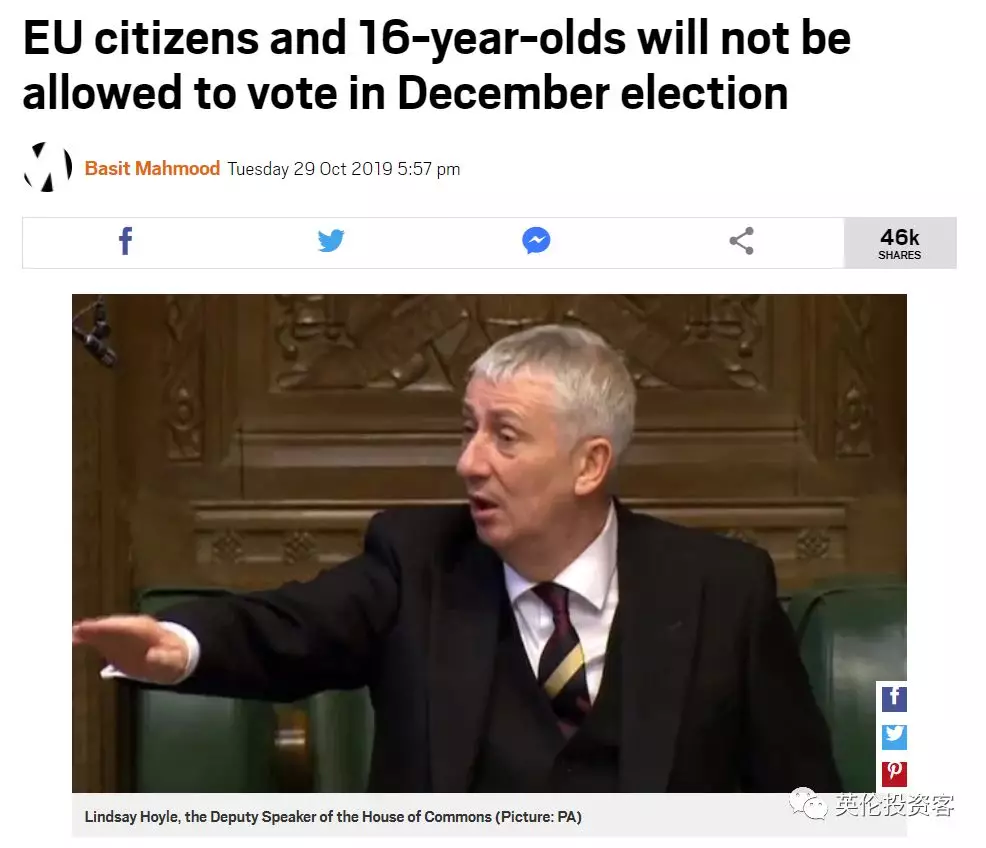 EU citizens and 16-year-olds will not be
allowed to vote in December election
Basit Mahmood Tuesday 29 Oct 2019 5:57 pm
46k
SHARES
Lindsay Hoyle, the Deputy Speaker of the House of Commons (Picture: PA)
英伦投资客